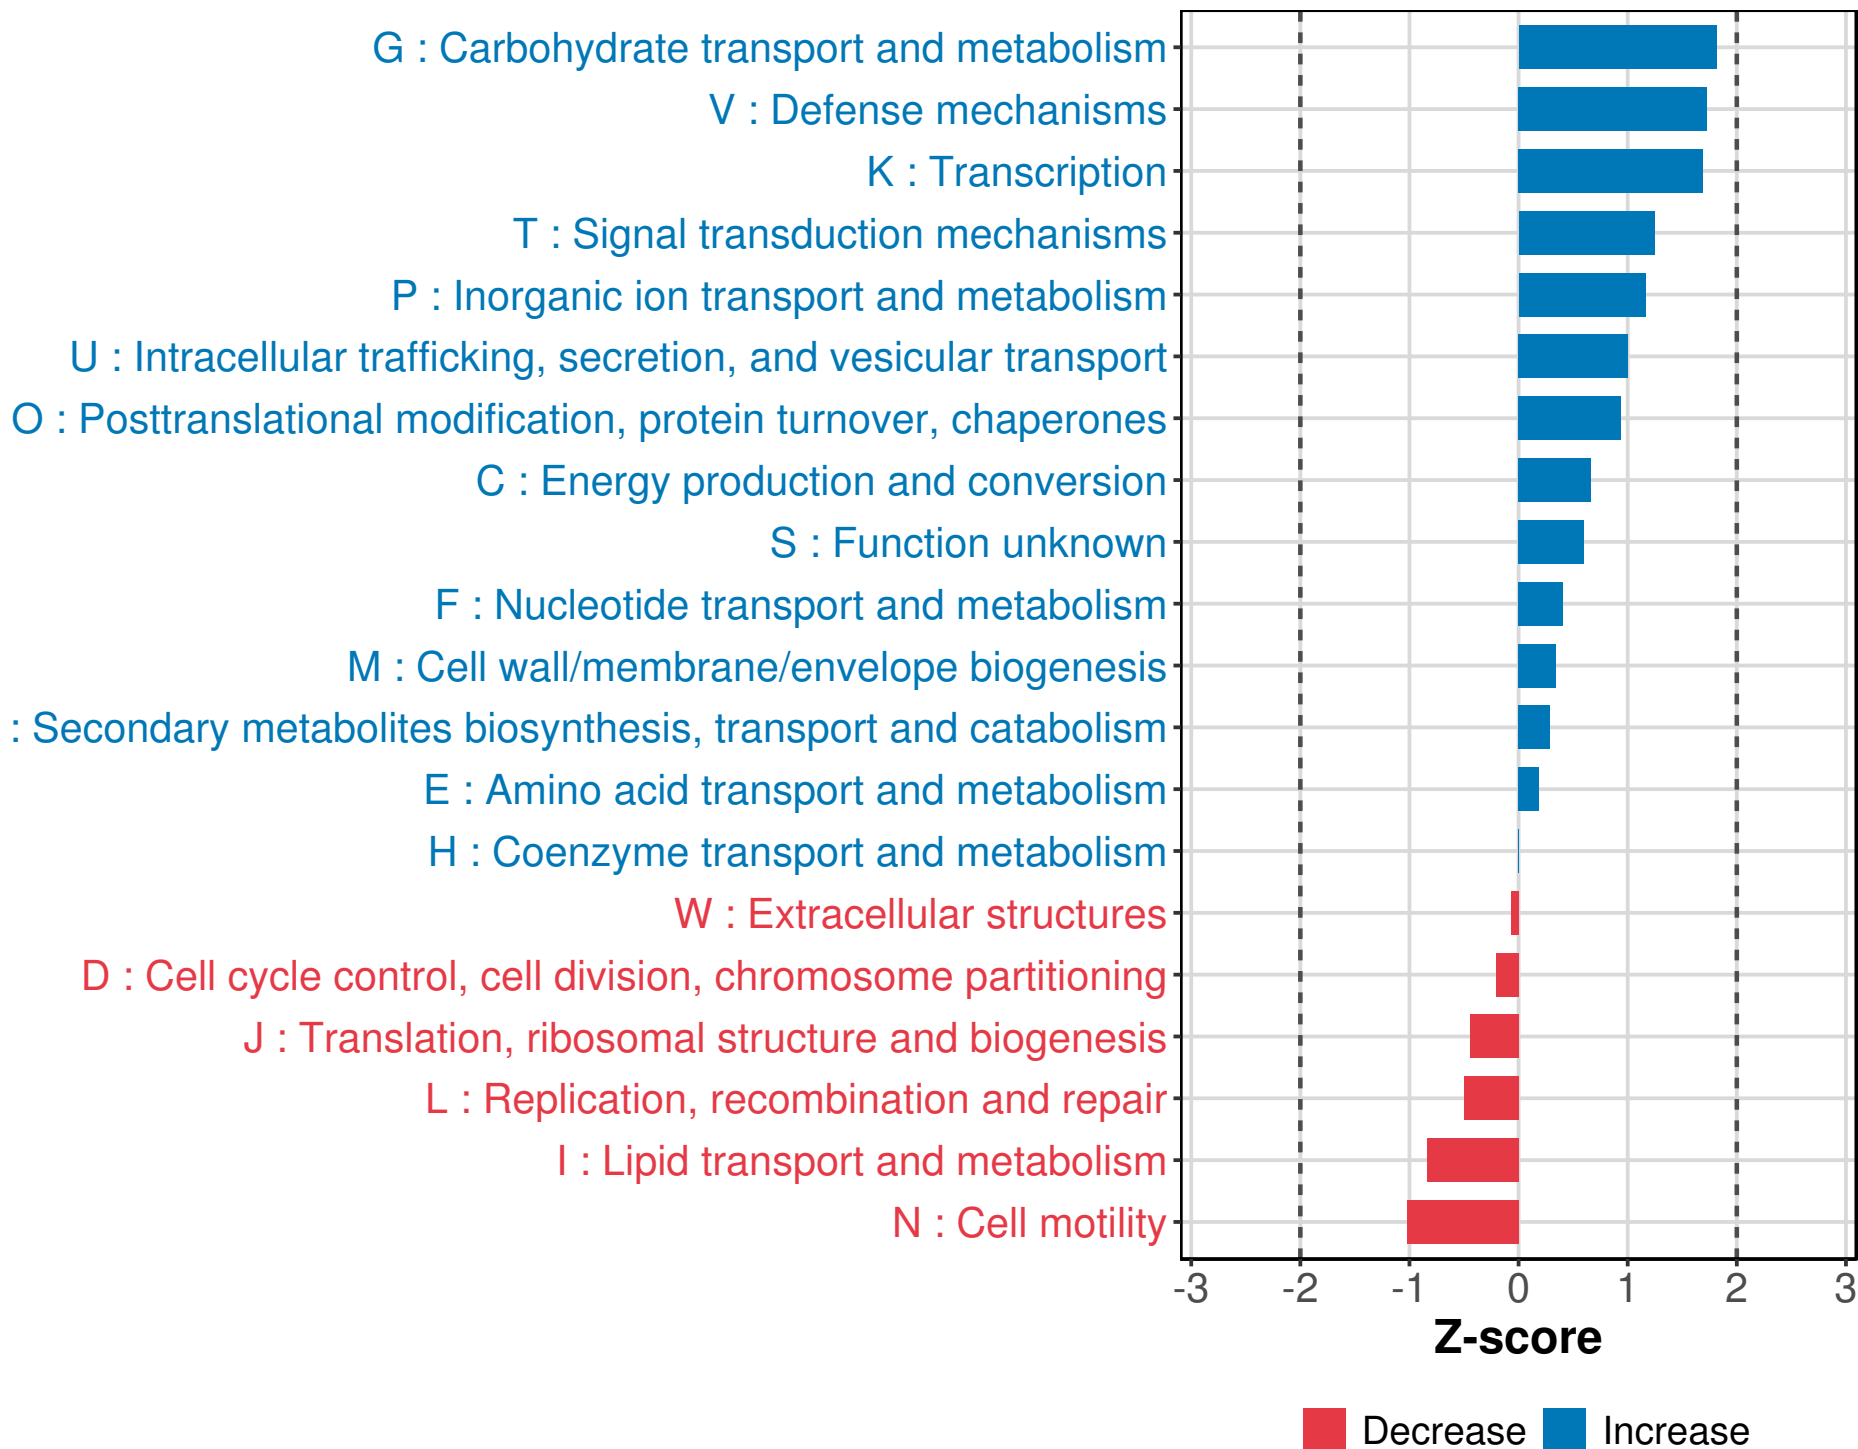 G : Carbohydrate transport and metabolism
V : Defense mechanisms
K : Transcription
T : Signal transduction mechanisms
P : Inorganic ion transport and metabolism
U : Intracellular trafficking, secretion, and vesicular transport
O : Posttranslational modification, protein turnover, chaperones
C : Energy production and conversion
S : Function unknown
F : Nucleotide transport and metabolism
M : Cell wall/membrane/envelope biogenesis
: Secondary metabolites biosynthesis, transport and catabolism
E : Amino acid transport and metabolism
H : Coenzyme transport and metabolism
W : Extracellular structures
D : Cell cycle control, cell division, chromosome partitioning
J : Translation, ribosomal structure and biogenesis
L : Replication, recombination and repair
I : Lipid transport and metabolism
N : Cell motility
-3 -2 -1 0 1 2 3
Z-score
Decrease Increase